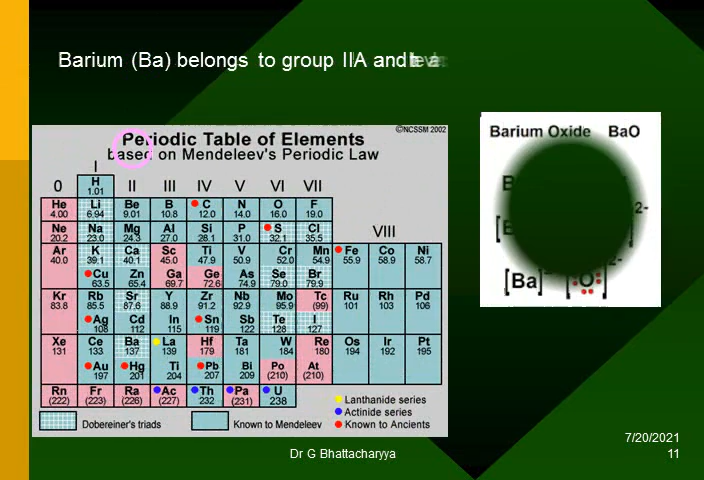 Barium (Ba) belongs to group IIA and
©NCSSM 2002
Periodic Table of Elements
based on Mendeleev's Periodic Law
I
0 II III IV V VI VII
H
1.01
He Li Be B C N O F
4.00 6.94 9.01 10.8 12.0 14.0 16.0 19.0
Ne Na Mg Al Si P S Cl VIII
20.2 23.0 24.3 27.0 28.1 31.0 32.1 35.5
Ar K Ca Sc Ti V Cr Mn Fe Co Ni
40.0 39.1 40.1 45.0 47.9 50.9 52.0 54.9 55.9 58.9 58.7
Cu Zn Ga Ge As Se Br
63.5 65.4 69.7 72.6 74.9 79.0 79.9
Kr Rb Sr Y Zr Nb Mo Tc Ru Rh Pd
83.8 85.5 87.6 88.9 91.2 92.9 95.9 (99) 101 103 106
Ag Cd In Sn Sb Te I
108 112 115 119 122 128 127
Xe Ce Ba La Hf Ta W Re Os Ir Pt
131 133 137 139 179 181 184 180 194 192 195
Au Hg Ti Pb Bi Po At
197 201 204 207 209 (210) (210)
Rn Fr Ra Ac Th Pa U
(222) (223) (226) (227) 232 (231) 238
Lanthanide series
Actinide series
Known to Ancients
Dobereiner's triads
Known to Mendeleev
Barium Oxide BaO
2-
[Ba] [O] 2-
7/20/2021
Dr G Bhattacharyya
11